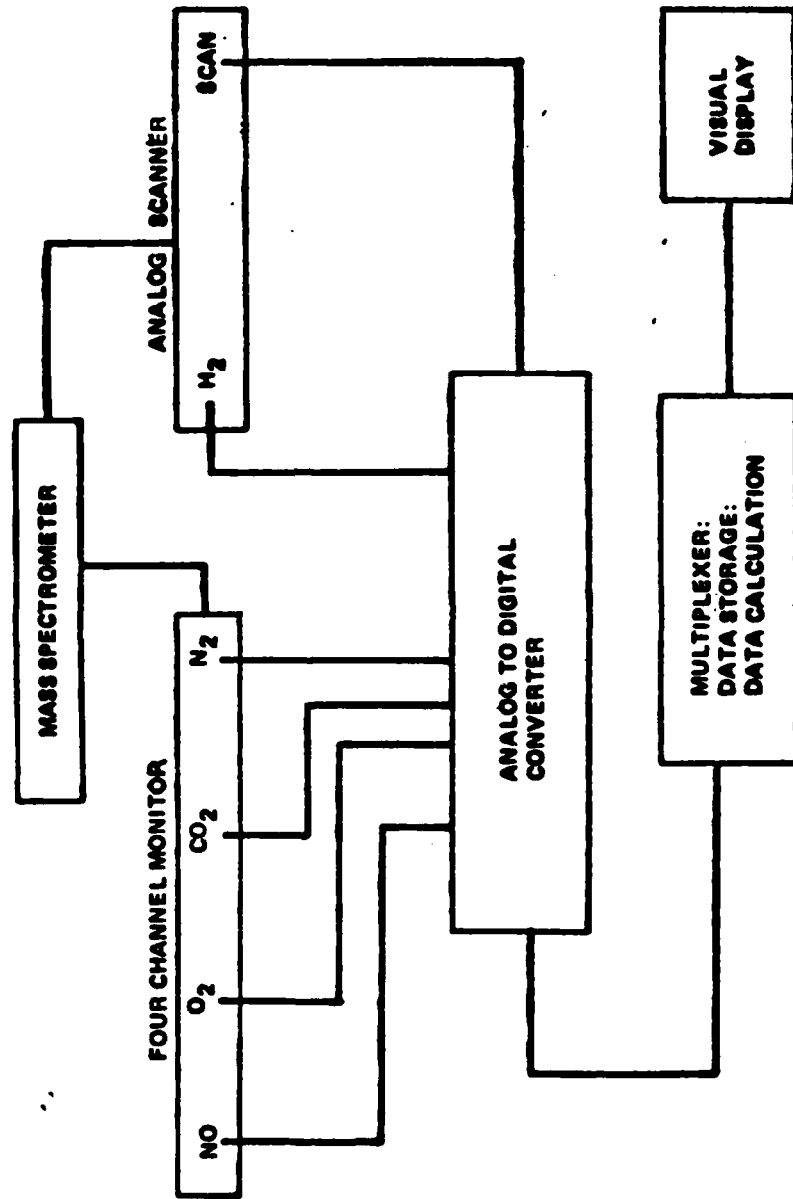 MASS SPECTROMETER
FOUR CHANNEL MONITOR
NO O₂ CO₂ N₂
ANALOG SCANNER
H₂ SCAN
ANALOG TO DIGITAL
CONVERTER
MULTIPLEXER:
DATA STORAGE:
DATA CALCULATION
VISUAL
DISPLAY